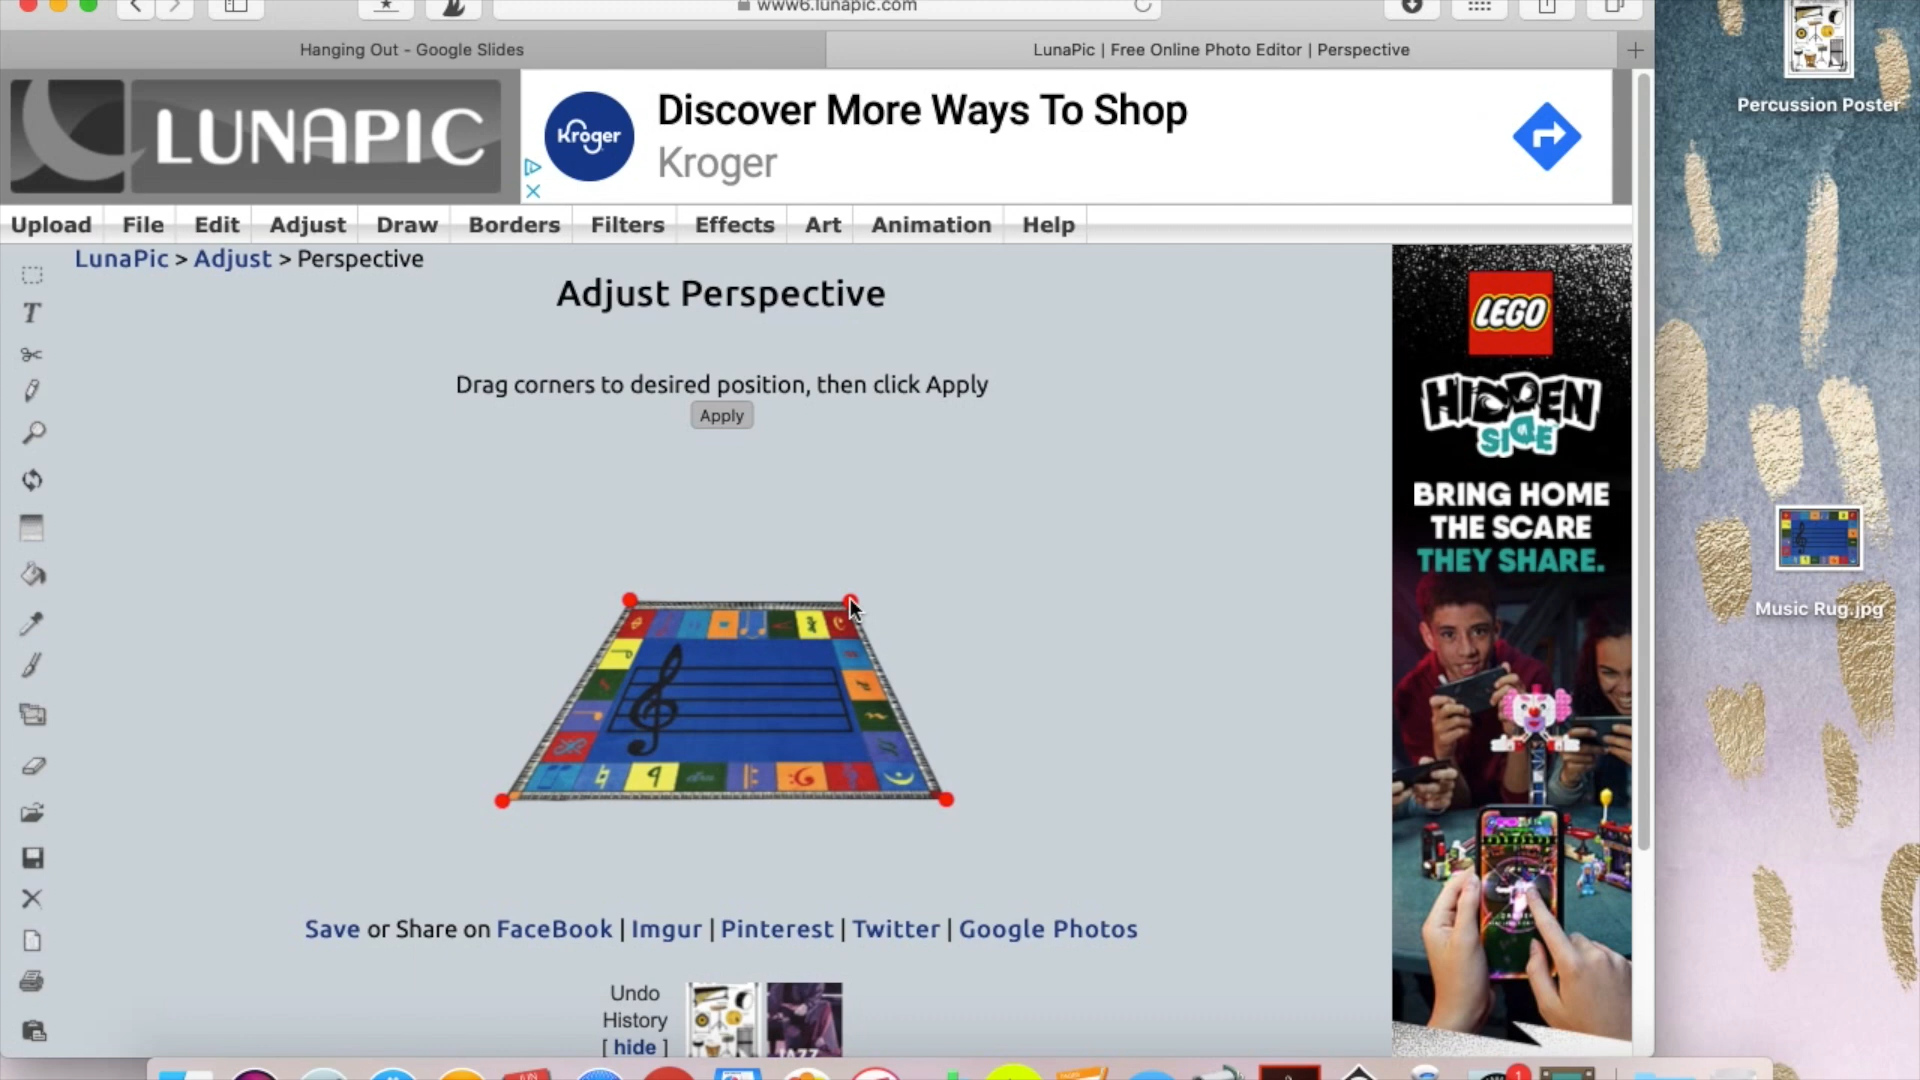 www6.lunapic.com
Hanging Out - Google Slides
LunaPic | Free Online Photo Editor | Perspective
LUNAPIC
Kroger
Discover More Ways To Shop
Kroger
Upload File Edit Adjust Draw Borders Filters Effects Art Animation Help
LunaPic > Adjust > Perspective
Adjust Perspective
Drag corners to desired position, then click Apply
Apply
Save or Share on FaceBook | Imgur | Pinterest | Twitter | Google Photos
Undo
History
[ hide ]
JAZZ
LEGO
HIDDEN
SIDE
BRING HOME
THE SCARE
THEY SHARE.
Percussion Poster
Music Rug.jpg
JUN
1